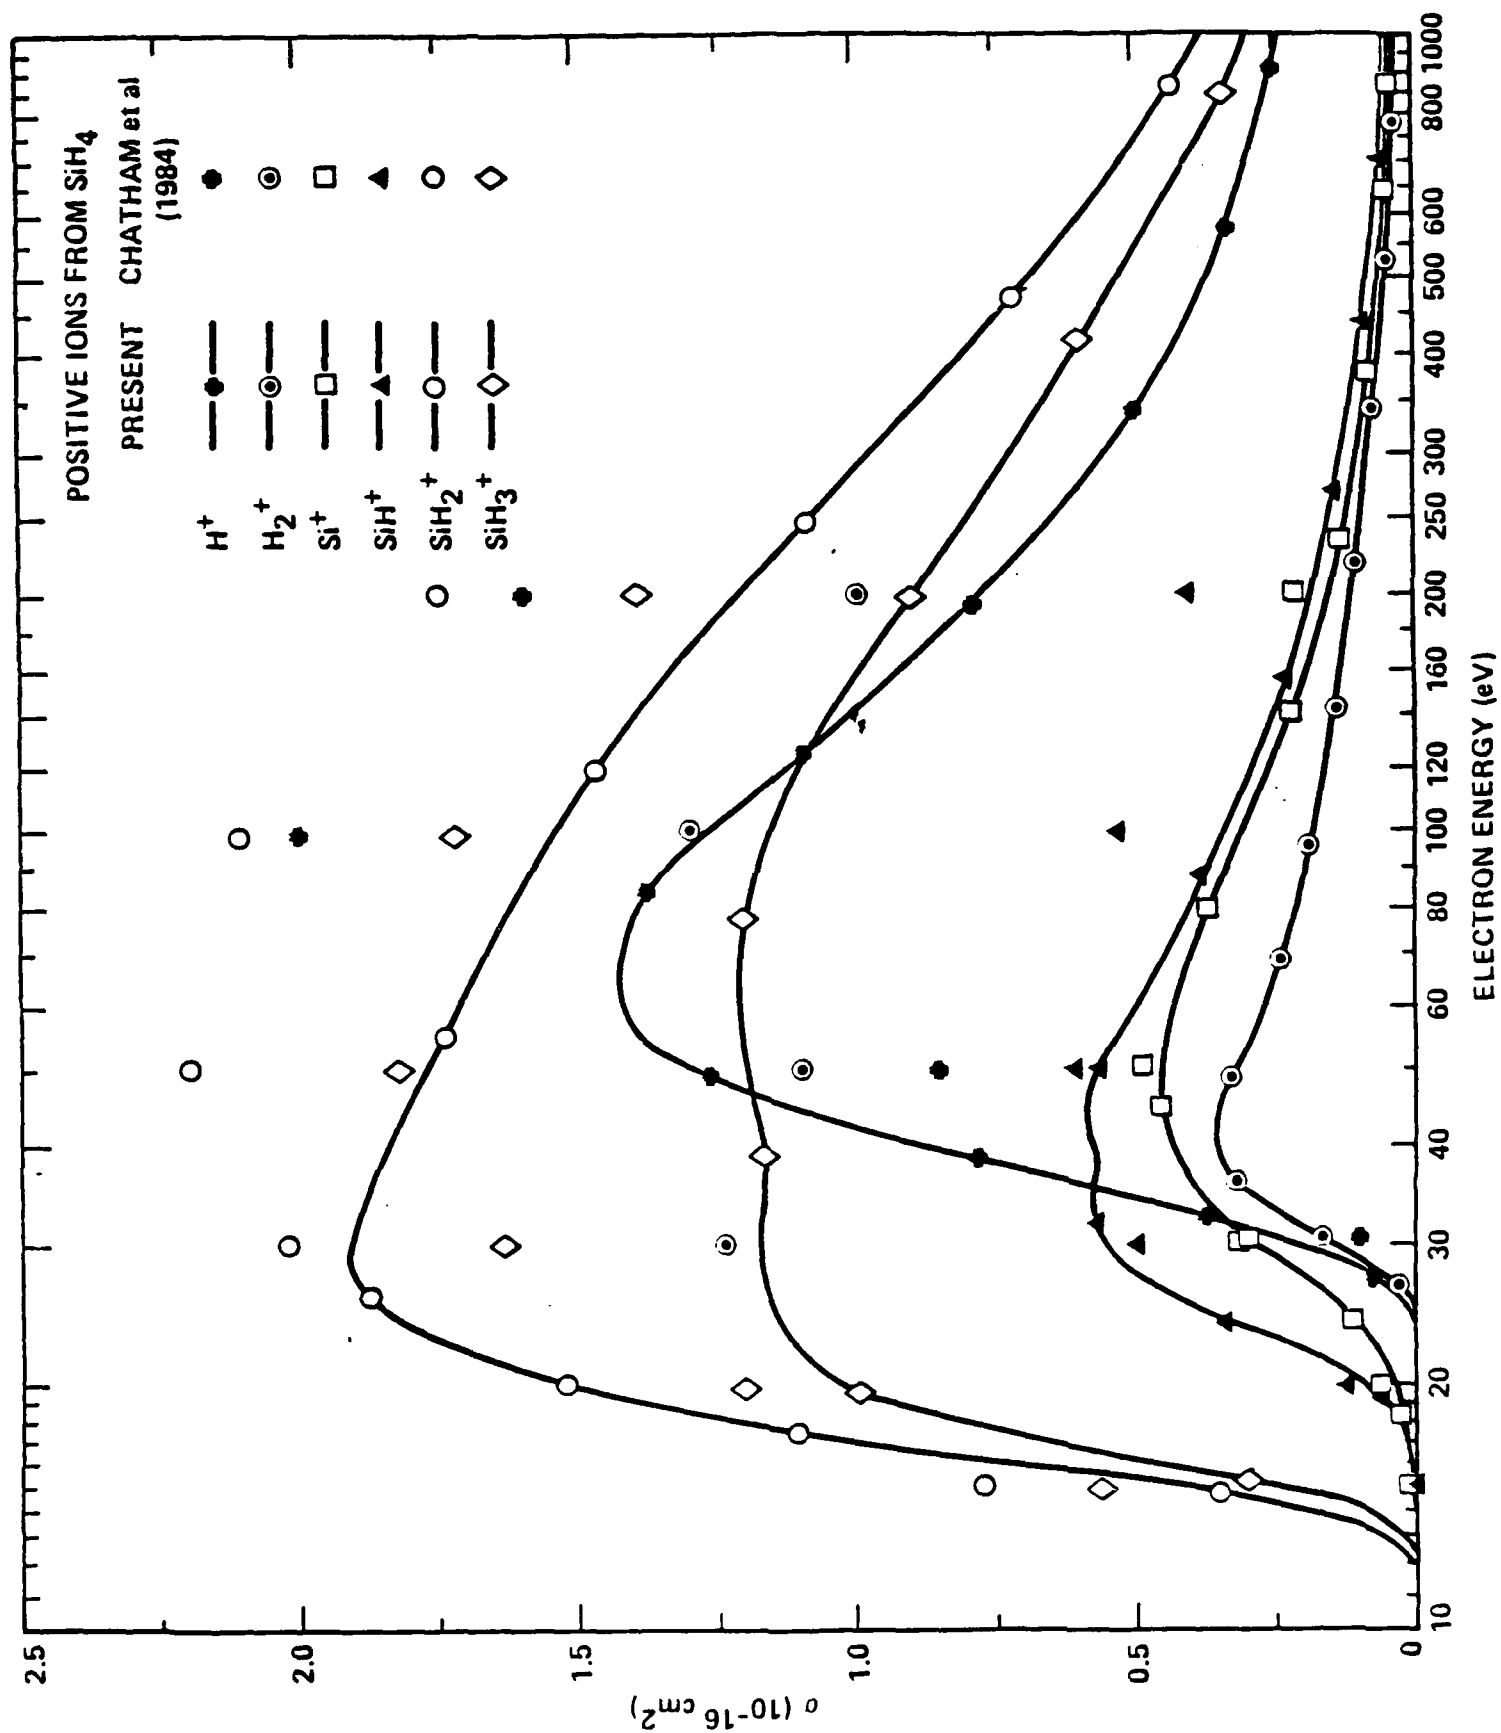 POSITIVE IONS FROM SiH4
PRESENT CHATHAM et al
(1984)
H+
H2+
Si+
SiH+
SiH2+
SiH3+
2.5
2.0
1.5
1.0
0.5
0
σ (10-16 cm2)
10 20 30 40 50 60 80 100 120 160 200 250 300 400 500 600 800 1000
ELECTRON ENERGY (eV)